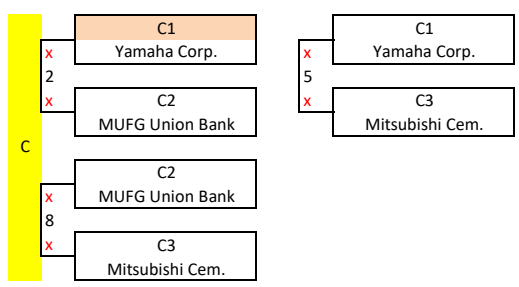 C
C1
x Yamaha Corp.
2
x C2
MUFG Union Bank
C1
x Yamaha Corp.
5
x C3
Mitsubishi Cem.
C2
x MUFG Union Bank
8
x C3
Mitsubishi Cem.